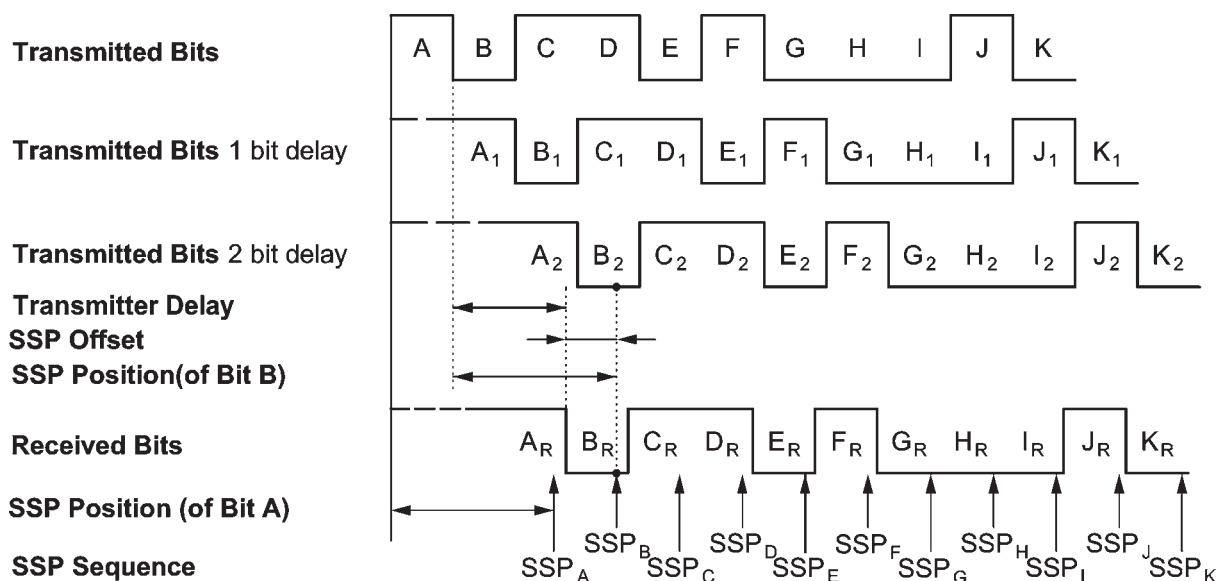 Transmitted Bits A B C D E F G H I J K
Transmitted Bits 1 bit delay A₁ B₁ C₁ D₁ E₁ F₁ G₁ H₁ I₁ J₁ K₁
Transmitted Bits 2 bit delay A₂ B₂ C₂ D₂ E₂ F₂ G₂ H₂ I₂ J₂ K₂
Transmitter Delay
SSP Offset
SSP Position(of Bit B)
Received Bits A_R B_R C_R D_R E_R F_R G_R H_R I_R J_R K_R
SSP Position (of Bit A)
SSP_B SSP_D SSP_F SSP_H SSP_J
SSP Sequence SSP_A SSP_C SSP_E SSP_G SSP_I SSP_K